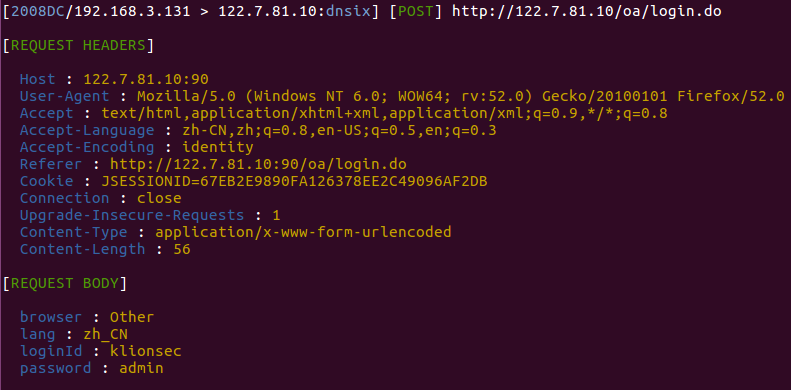 [2008DC/192.168.3.131 > 122.7.81.10:dnsix] [POST] http://122.7.81.10/oa/login.do
[REQUEST HEADERS]
Host : 122.7.81.10:90
User-Agent : Mozilla/5.0 (Windows NT 6.0; WOW64; rv:52.0) Gecko/20100101 Firefox/52.0
Accept : text/html,application/xhtml+xml,application/xml;q=0.9,*/*;q=0.8
Accept-Language : zh-CN,zh;q=0.8,en-US;q=0.5,en;q=0.3
Accept-Encoding : identity
Referer : http://122.7.81.10:90/oa/login.do
Cookie : JSESSIONID=67EB2E9890FA126378EE2C49096AF2DB
Connection : close
Upgrade-Insecure-Requests : 1
Content-Type : application/x-www-form-urlencoded
Content-Length : 56
[REQUEST BODY]
browser : Other
lang : zh_CN
loginId : klionsec
password : admin